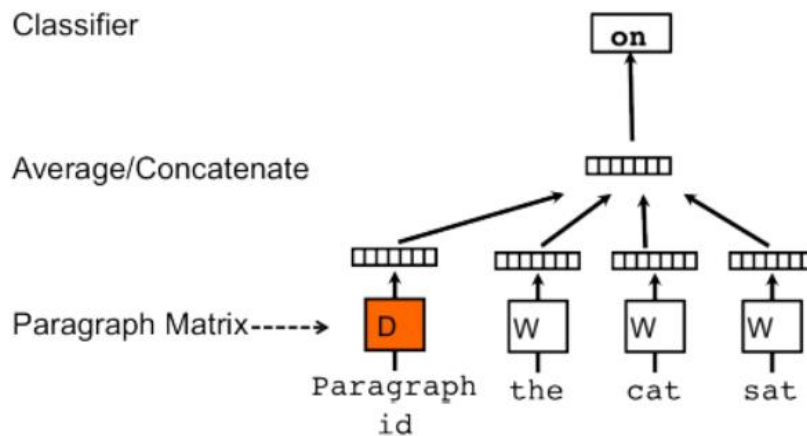 Classifier
on
Average/Concatenate
Paragraph Matrix
D
W
W
W
Paragraph
id
the
cat
sat